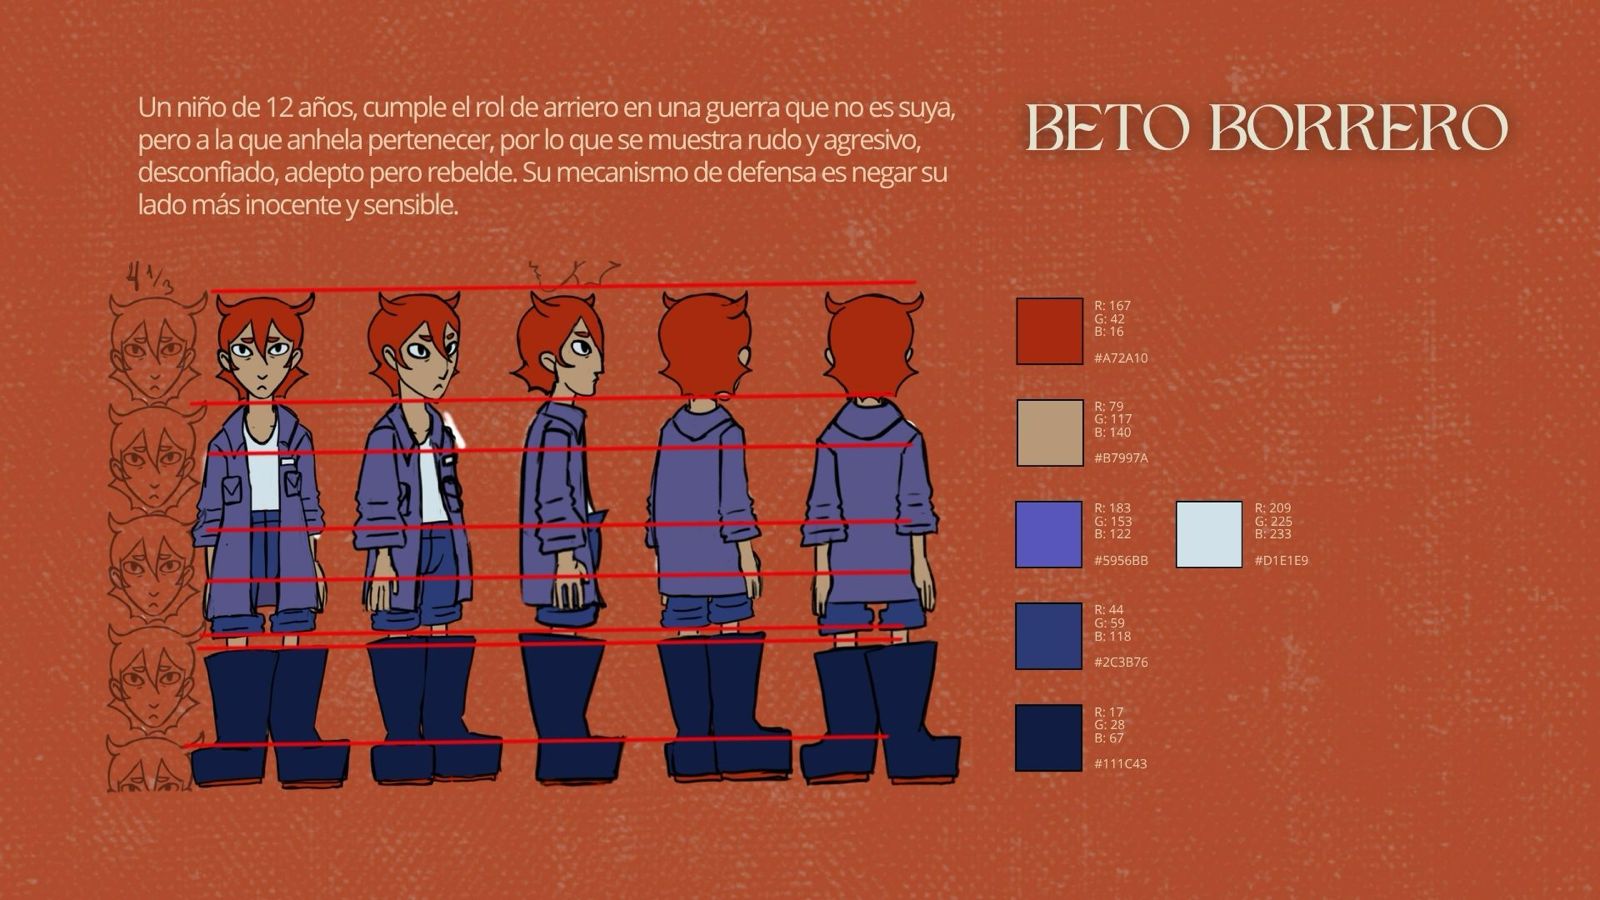 Un niño de 12 años, cumple el rol de arriero en una guerra que no es suya,
pero a la que anhela pertenecer, por lo que se muestra rudo y agresivo,
desconfiado, adepto pero rebelde. Su mecanismo de defensa es negar su
lado más inocente y sensible.
BETO BORRERO
4 1/3
R: 167
G: 42
B: 16
#A72A10
R: 79
G: 117
B: 140
#B7997A
R: 183
G: 153
B: 122
#5956BB
R: 209
G: 225
B: 233
#D1E1E9
R: 44
G: 59
B: 118
#2C3B76
R: 17
G: 28
B: 67
#111C43